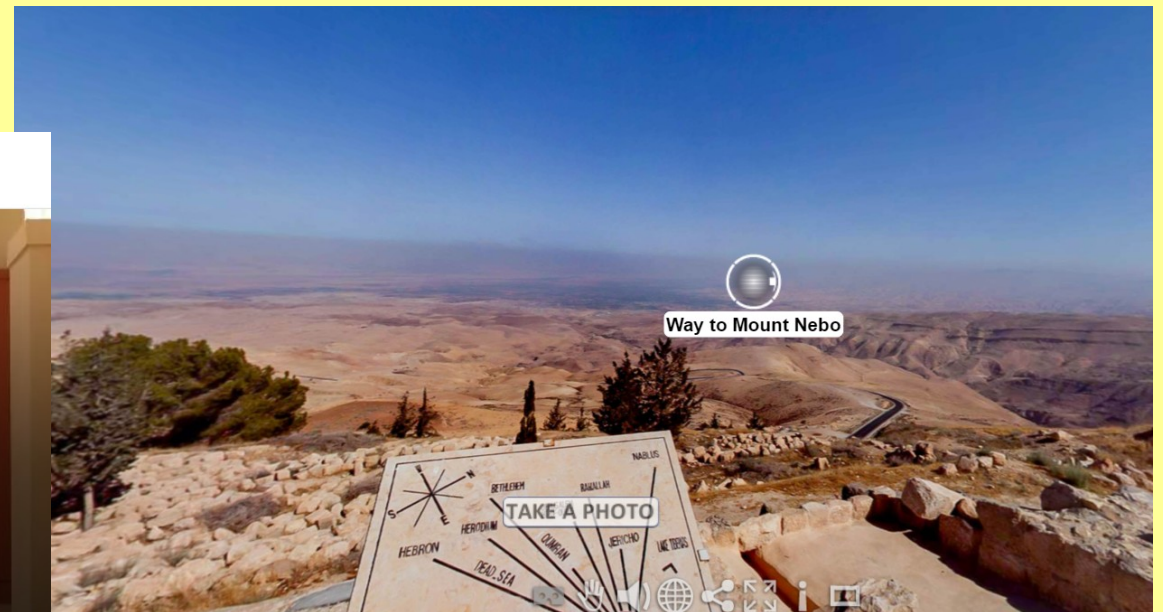 Way to Mount Nebo
NABLUS
N
BETHLEHEM
RAMALLAH
TAKE A PHOTO
S
E
HERODIUM
QUMRAN
JERICHO
LAKE TIBERIAS
HEBRON
DEAD SEA